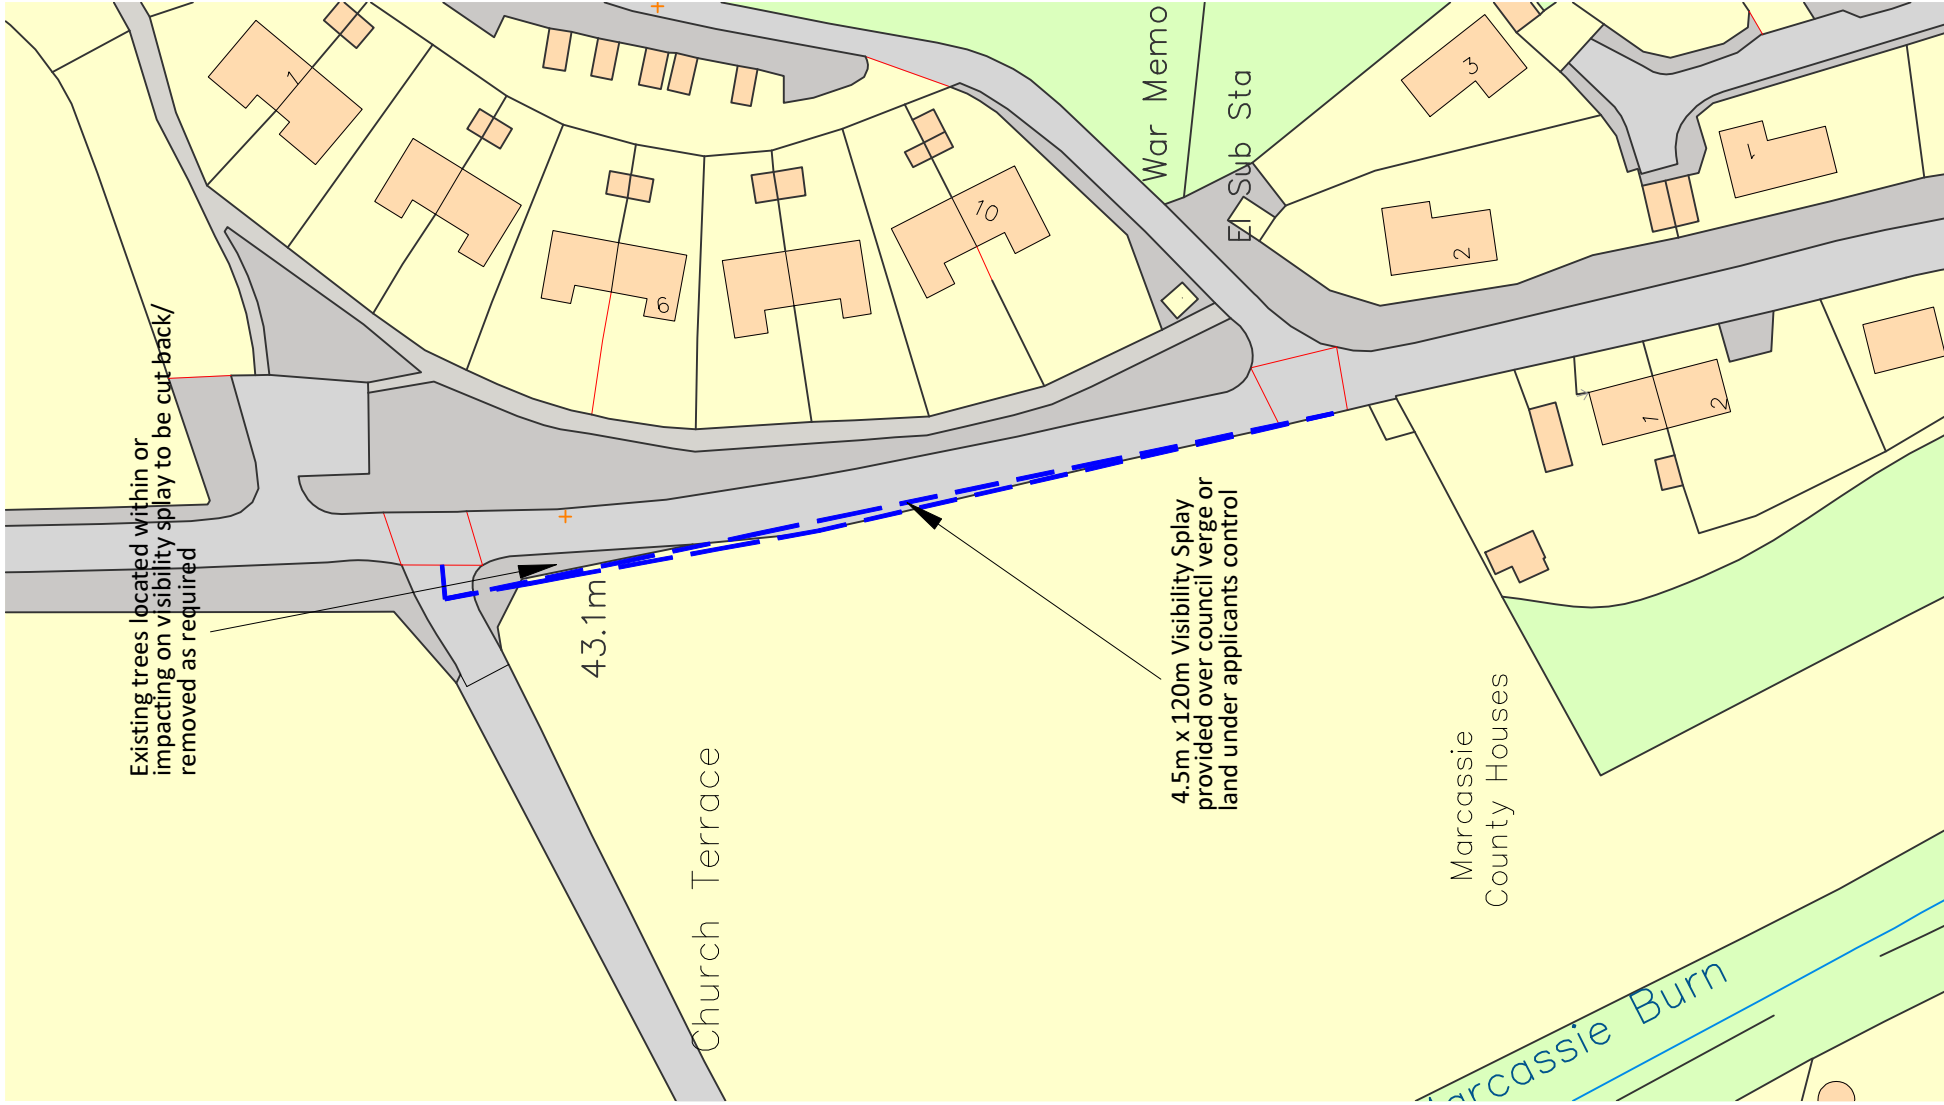 1
3
War Memo
El Sub Sta
1
10
2
6
Existing trees located within or
impacting on visibility splay to be cut back/
removed as required
1
2
43.1m
4.5m x 120m Visibility Splay
provided over council verge or
land under applicants control
Church Terrace
Marcassie
County Houses
arcassie Burn